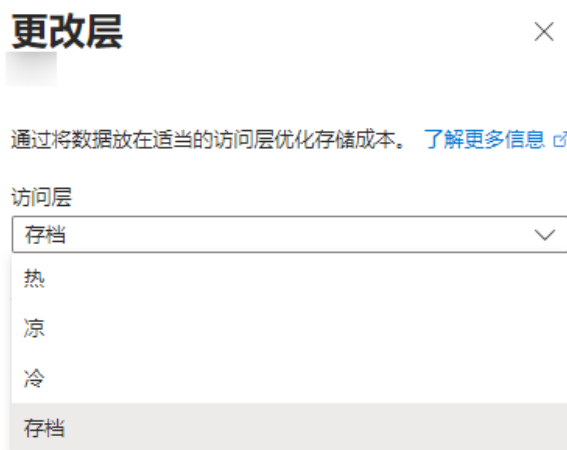 更改层
通过将数据放在适当的访问层优化存储成本。 了解更多信息
访问层
存档
热
凉
冷
存档